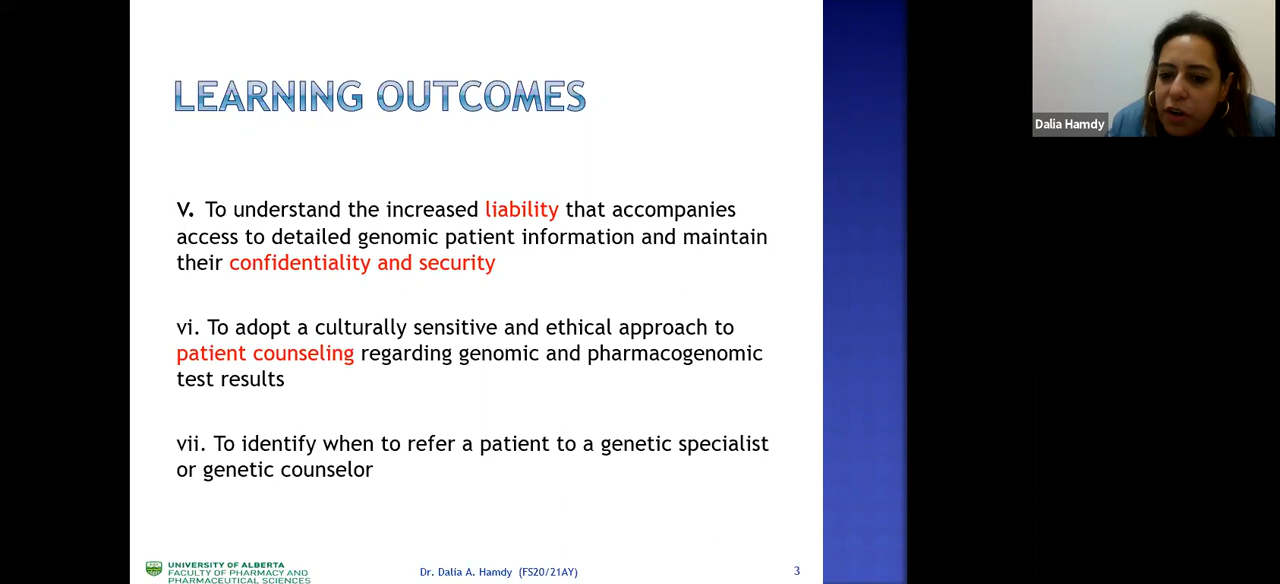 LEARNING OUTCOMES
V. To understand the increased liability that accompanies
access to detailed genomic patient information and maintain
their confidentiality and security
vi. To adopt a culturally sensitive and ethical approach to
patient counseling regarding genomic and pharmacogenomic
test results
vii. To identify when to refer a patient to a genetic specialist
or genetic counselor
UNIVERSITY OF ALBERTA
FACULTY OF PHARMACY AND
PHARMACEUTICAL SCIENCES
Dr. Dalia A. Hamdy (FS20/21AY)
3
Dalia Hamdy